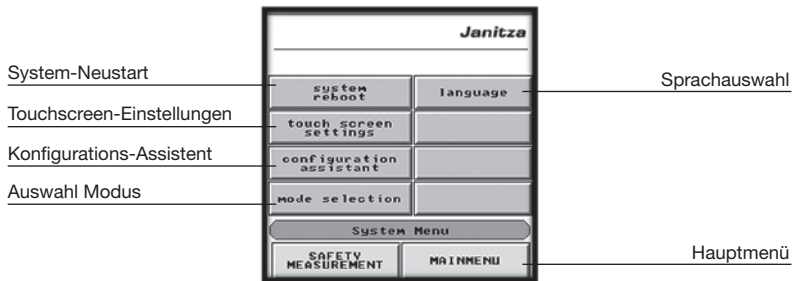 Janitza
System-Neustart
Sprachauswahl
system
reboot
language
Touchscreen-Einstellungen
touch screen
settings
Konfigurations-Assistent
configuration
assistant
Auswahl Modus
mode selection
System Menu
SAFETY
MEASUREMENT
MAINMENU
Hauptmenü